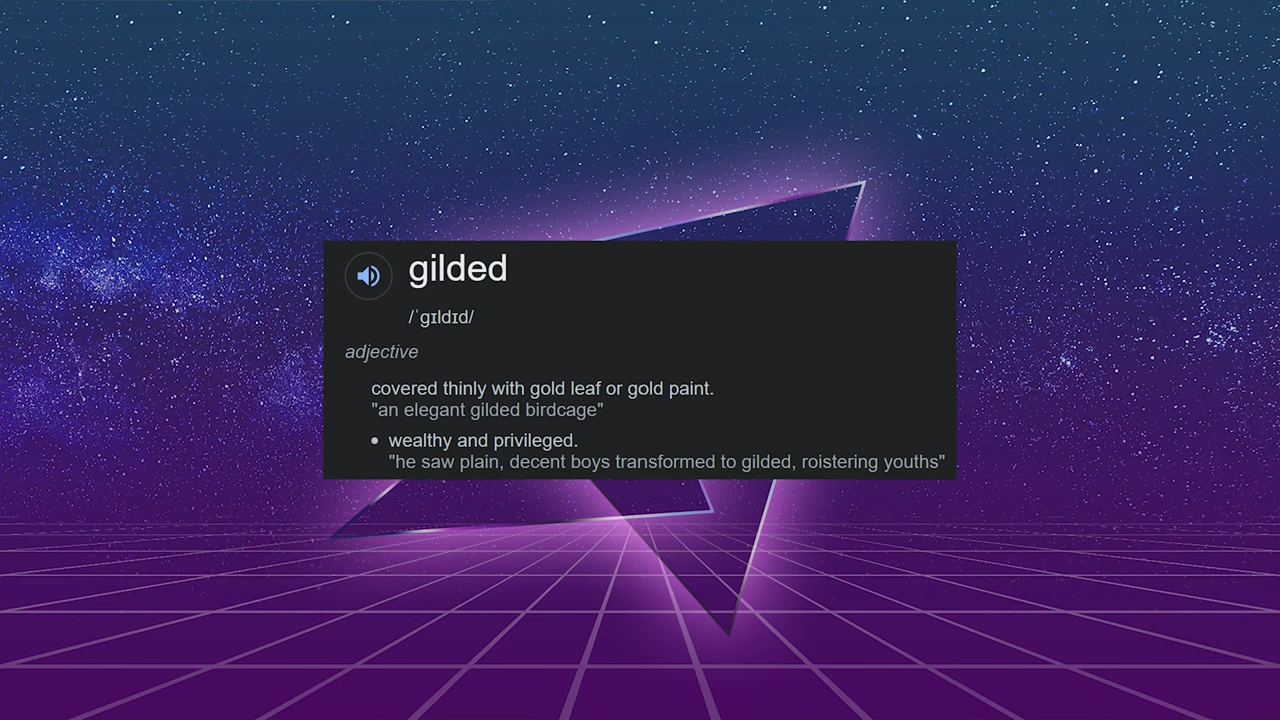 gilded
/ˈɡɪldɪd/
adjective
covered thinly with gold leaf or gold paint.
"an elegant gilded birdcage"
• wealthy and privileged.
"he saw plain, decent boys transformed to gilded, roistering youths"